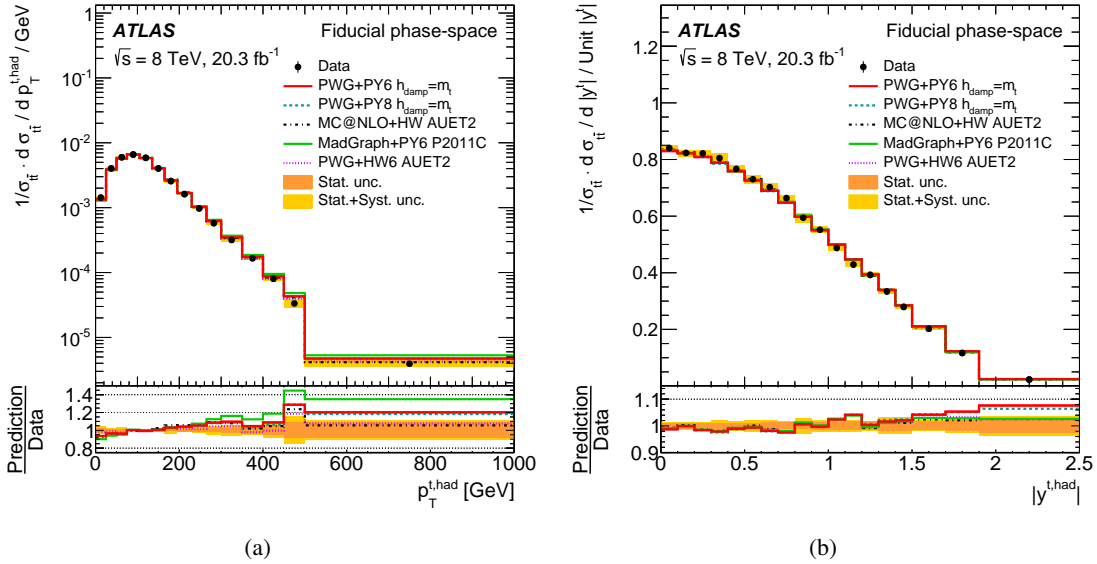 ATLAS Fiducial phase-space
√s = 8 TeV, 20.3 fb⁻¹
Data
PWG+PY6 h_damp=m_t
PWG+PY8 h_damp=m_t
MC@NLO+HW AUET2
MadGraph+PY6 P2011C
PWG+HW6 AUET2
Stat. unc.
Stat.+Syst. unc.
1/σ_tt̄ · d σ_tt̄ / d p_T^t,had / GeV
1
10⁻¹
10⁻²
10⁻³
10⁻⁴
10⁻⁵
Prediction
Data
1.4
1.2
1
0.8
0 200 400 600 800 1000
p_T^t,had [GeV]
(a)
ATLAS Fiducial phase-space
√s = 8 TeV, 20.3 fb⁻¹
Data
PWG+PY6 h_damp=m_t
PWG+PY8 h_damp=m_t
MC@NLO+HW AUET2
MadGraph+PY6 P2011C
PWG+HW6 AUET2
Stat. unc.
Stat.+Syst. unc.
1/σ_tt̄ · d σ_tt̄ / d |y^t| / Unit |y^t|
1.2
1
0.8
0.6
0.4
0.2
Prediction
Data
1.1
1
0.9
0 0.5 1 1.5 2 2.5
|y^t,had|
(b)